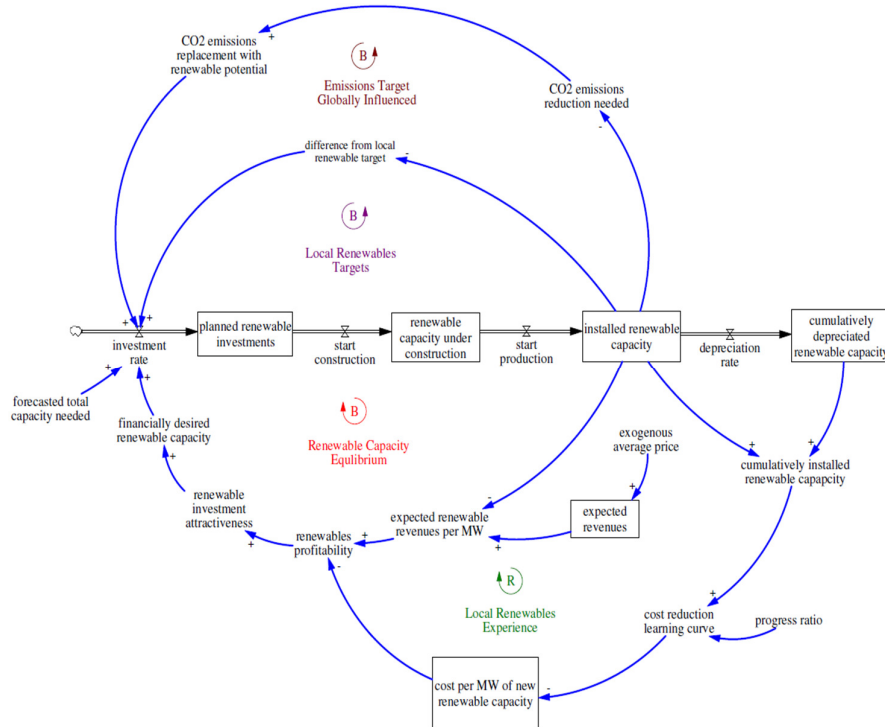 CO2 emissions
replacement with
renewable potential
+
B
Emissions Target
Globally Influenced
CO2 emissions
reduction needed
-
difference from local
renewable target
-
B
Local Renewables
Targets
+
+
investment
rate
planned renewable
investments
start
construction
renewable
capacity under
construction
start
production
installed renewable
capacity
depreciation
rate
cumulatively
depreciated
renewable capacity
+
+
forecasted total
capacity needed
financially desired
renewable capacity
+
B
Renewable Capacity
Equlibrium
exogenous
average price
+
+
+
cumulatively installed
renewable capapcity
renewable
investment
attractiveness
+
renewables
profitability
+
-
-
expected renewable
revenues per MW
+
expected
revenues
R
Local Renewables
Experience
+
cost reduction
learning curve
+
progress ratio
cost per MW of new
renewable capacity
-